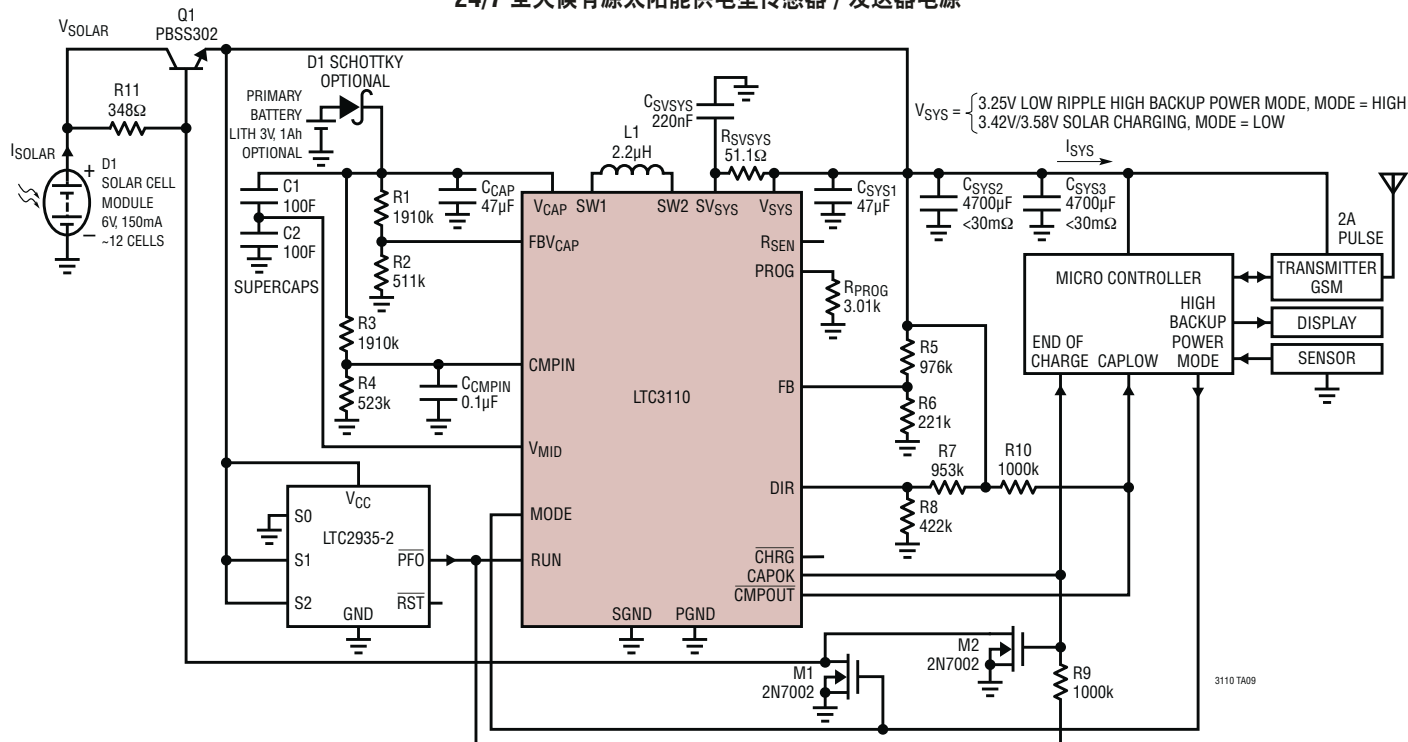 24/7 全天候有源太阳能供电型传感器 / 发送器电源
VSOLAR
Q1
PBSS302
R11
348Ω
ISOLAR
+
–
D1
SOLAR CELL
MODULE
6V, 150mA
~12 CELLS
D1 SCHOTTKY
OPTIONAL
PRIMARY
BATTERY
LITH 3V, 1Ah
OPTIONAL
C1
100F
C2
100F
SUPERCAPS
R1
1910k
R2
511k
CCAP
47µF
R3
1910k
R4
523k
CCMPIN
0.1µF
L1
2.2µH
CSVSYS
220nF
RSVSYS
51.1Ω
VSYS = { 3.25V LOW RIPPLE HIGH BACKUP POWER MODE, MODE = HIGH
3.42V/3.58V SOLAR CHARGING, MODE = LOW
ISYS
CSYS1
47µF
CSYS2
4700µF
<30mΩ
CSYS3
4700µF
<30mΩ
2A
PULSE
VCAP
SW1
SW2
SVSYS
VSYS
FBVCAP
RSEN
PROG
RPROG
3.01k
CMPIN
LTC3110
FB
VMID
DIR
MODE
RUN
CHRG
CAPOK
CMPOUT
SGND
PGND
R5
976k
R6
221k
R7
953k
R10
1000k
R8
422k
MICRO CONTROLLER
HIGH
BACKUP
POWER
MODE
END OF
CHARGE
CAPLOW
TRANSMITTER
GSM
DISPLAY
SENSOR
VCC
S0
LTC2935-2
S1
PFO
S2
RST
GND
M1
2N7002
M2
2N7002
R9
1000k
3110 TA09